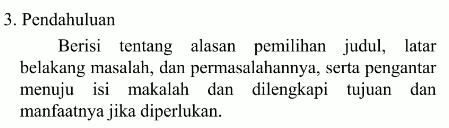 3. Pendahuluan
Berisi tentang alasan pemilihan judul, latar
belakang masalah, dan permasalahannya, serta pengantar
menuju isi makalah dan dilengkapi tujuan dan
manfaatnya jika diperlukan.